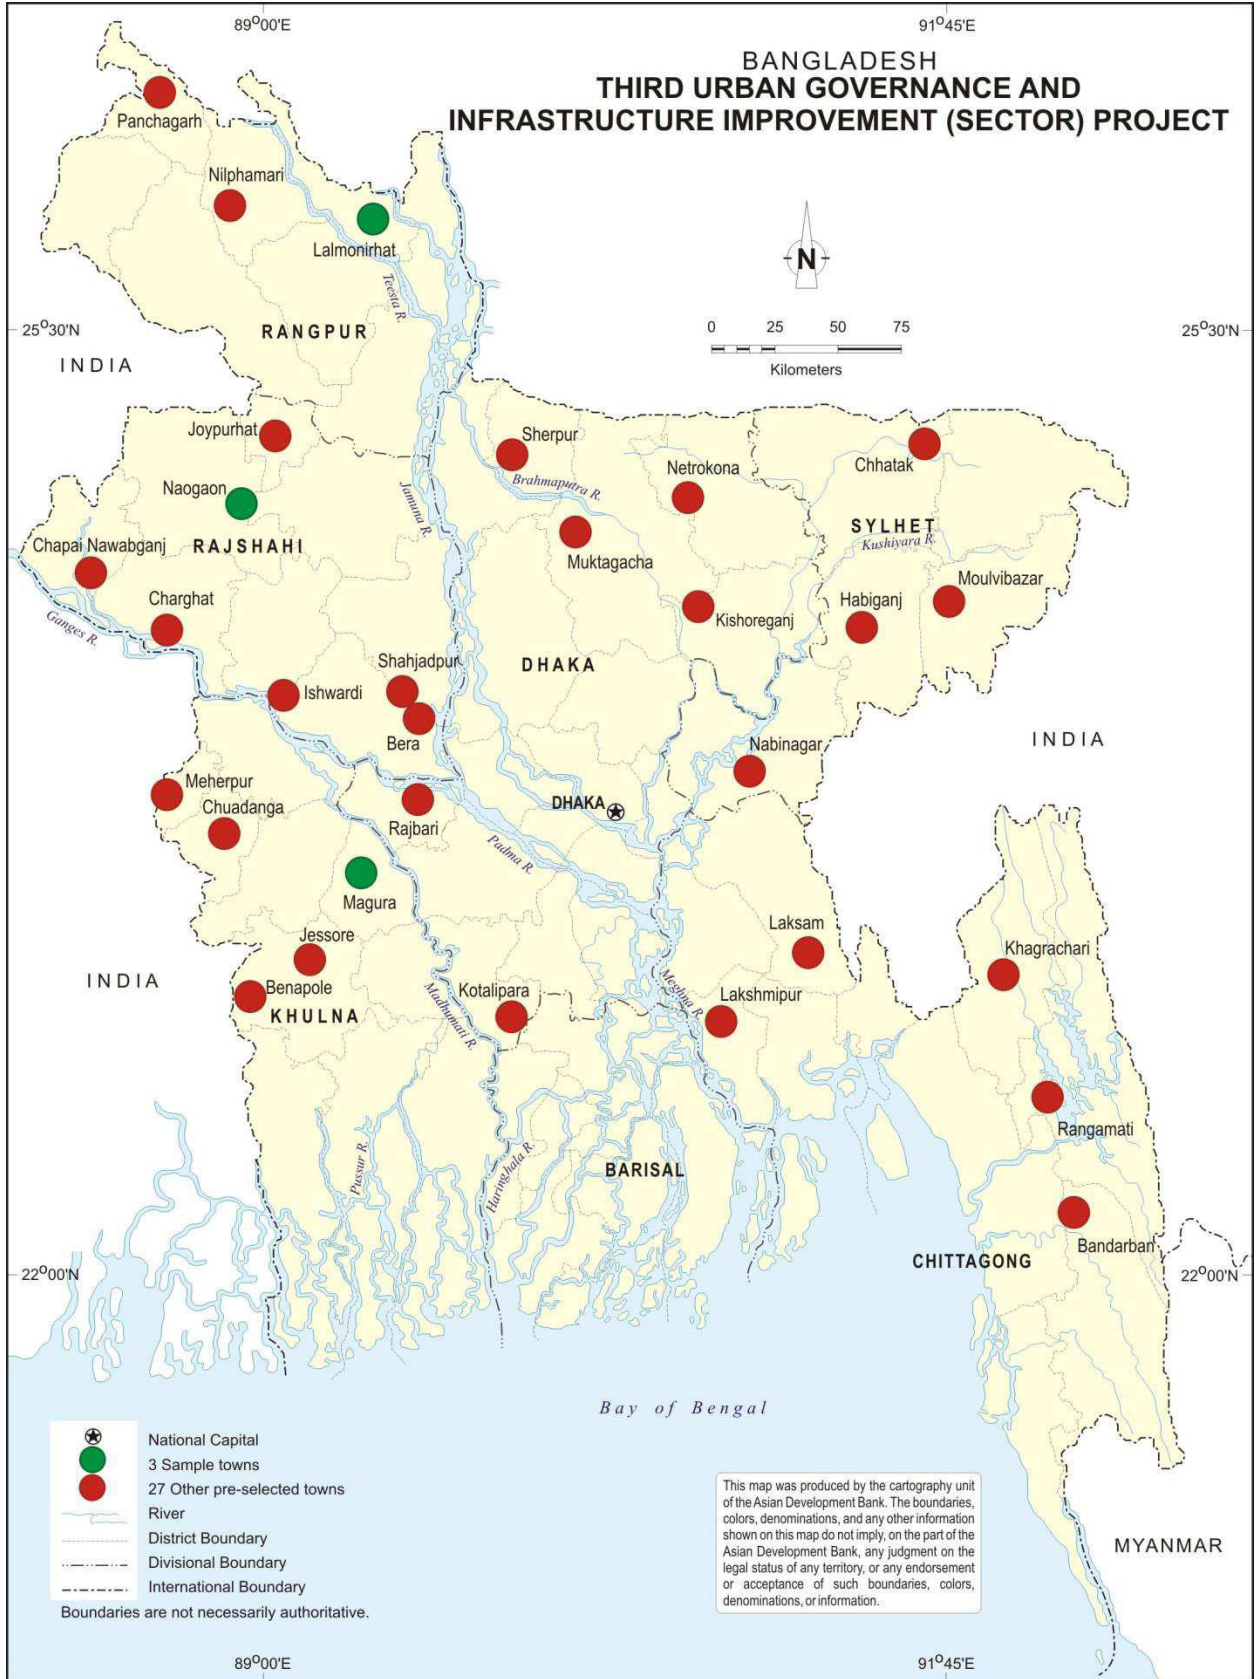 89°00'E
91°45'E
BANGLADESH
THIRD URBAN GOVERNANCE AND
INFRASTRUCTURE IMPROVEMENT (SECTOR) PROJECT
Panchagarh
Nilphamari
Lalmonirhat
Teesta R.
N
RANGPUR
25°30'N
25°30'N
0 25 50 75
Kilometers
INDIA
Joypurhat
Sherpur
Netrokona
Chhatak
Naogaon
Brahmaputra R.
Jamuna R.
RAJSHAHI
SYLHET
Kushiyara R.
Chapai Nawabganj
Muktagacha
Moulvibazar
Charghat
Habiganj
Kishoreganj
Ganges R.
Shahjadpur
DHAKA
Ishwardi
Bera
INDIA
Nabinagar
Meherpur
Chuadanga
DHAKA
Rajbari
Padma R.
Magura
Laksam
Jessore
Khagrachari
INDIA
Benapole
Kotalipara
Meghna R.
Lakshmipur
KHULNA
Madhumati R.
Rangamati
Pussur R.
Haringhala R.
BARISAL
Bandarban
CHITTAGONG
22°00'N
22°00'N
Bay of Bengal
National Capital
3 Sample towns
27 Other pre-selected towns
River
District Boundary
Divisional Boundary
International Boundary
Boundaries are not necessarily authoritative.
This map was produced by the cartography unit
of the Asian Development Bank. The boundaries,
colors, denominations, and any other information
shown on this map do not imply, on the part of the
Asian Development Bank, any judgment on the
legal status of any territory, or any endorsement
or acceptance of such boundaries, colors,
denominations, or information.
MYANMAR
89°00'E
91°45'E